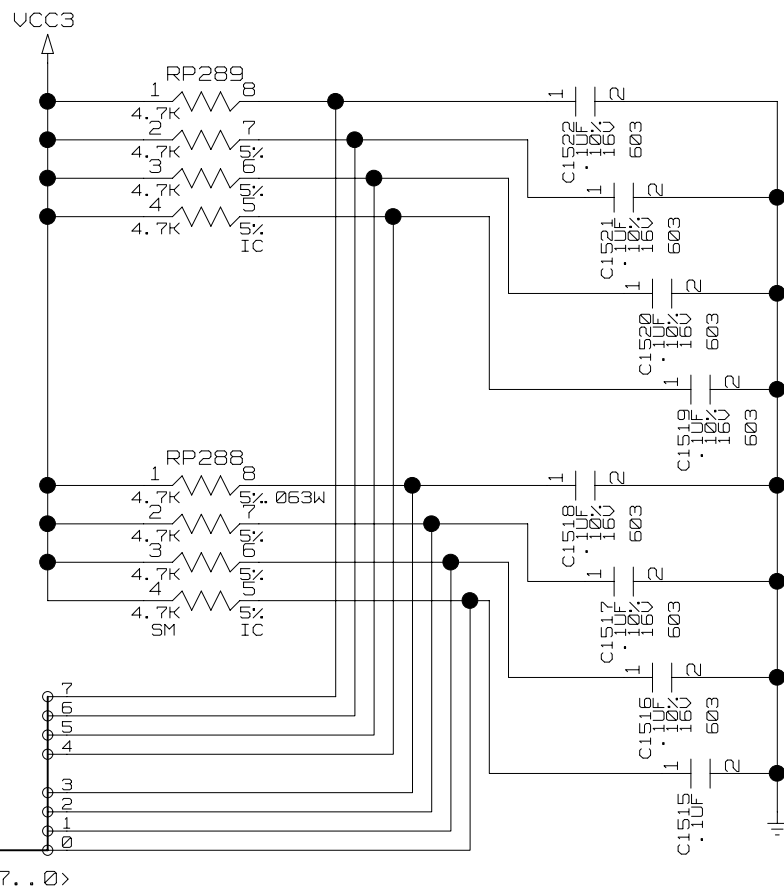 VCC3
RP289
1 8
4.7K
2 7
4.7K 5%
3 6
4.7K 5%
4 5
4.7K 5%
IC
1 2
C1522
.1UF
10%
16V
603
1 2
C1521
.1UF
.10%
16V
603
1 2
C1520
.1UF
.10%
16V
603
1 2
C1519
.1UF
.10%
16V
603
RP288
1 8
4.7K 5% .063W
2 7
4.7K 5%
3 6
4.7K 5%
4 5
4.7K 5%
SM IC
1 2
C1518
.1UF
10%
16V
603
1 2
C1517
.1UF
.10%
16V
603
1 2
C1516
.1UF
.10%
16V
603
1 2
C1515
.1UF
7
6
5
4
3
2
1
0
7..0>